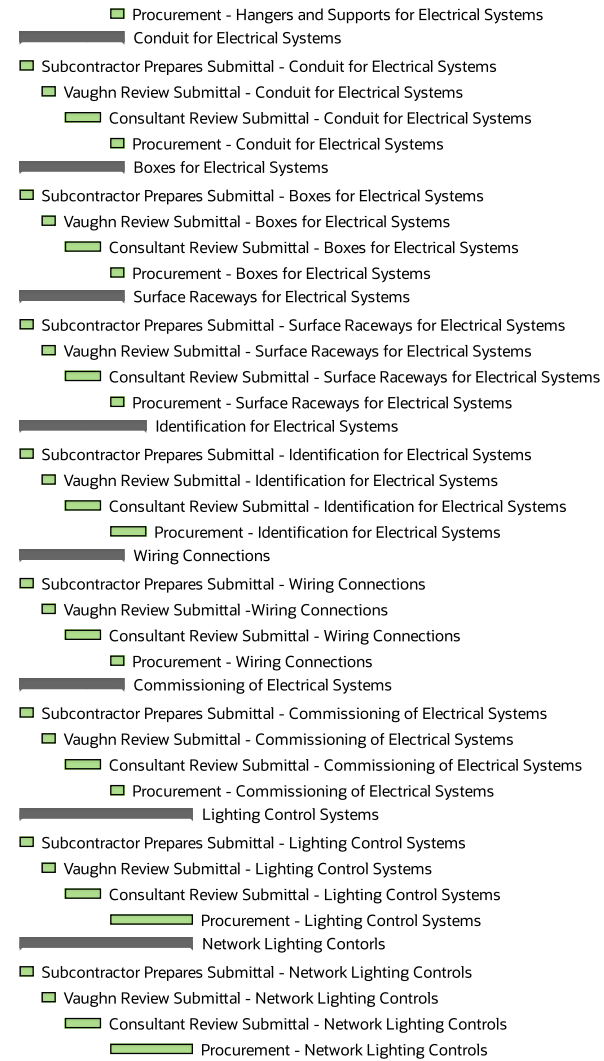 Procurement - Hangers and Supports for Electrical Systems
Conduit for Electrical Systems
Subcontractor Prepares Submittal - Conduit for Electrical Systems
Vaughn Review Submittal - Conduit for Electrical Systems
Consultant Review Submittal - Conduit for Electrical Systems
Procurement - Conduit for Electrical Systems
Boxes for Electrical Systems
Subcontractor Prepares Submittal - Boxes for Electrical Systems
Vaughn Review Submittal - Boxes for Electrical Systems
Consultant Review Submittal - Boxes for Electrical Systems
Procurement - Boxes for Electrical Systems
Surface Raceways for Electrical Systems
Subcontractor Prepares Submittal - Surface Raceways for Electrical Systems
Vaughn Review Submittal - Surface Raceways for Electrical Systems
Consultant Review Submittal - Surface Raceways for Electrical Systems
Procurement - Surface Raceways for Electrical Systems
Identification for Electrical Systems
Subcontractor Prepares Submittal - Identification for Electrical Systems
Vaughn Review Submittal - Identification for Electrical Systems
Consultant Review Submittal - Identification for Electrical Systems
Procurement - Identification for Electrical Systems
Wiring Connections
Subcontractor Prepares Submittal - Wiring Connections
Vaughn Review Submittal -Wiring Connections
Consultant Review Submittal - Wiring Connections
Procurement - Wiring Connections
Commissioning of Electrical Systems
Subcontractor Prepares Submittal - Commissioning of Electrical Systems
Vaughn Review Submittal - Commissioning of Electrical Systems
Consultant Review Submittal - Commissioning of Electrical Systems
Procurement - Commissioning of Electrical Systems
Lighting Control Systems
Subcontractor Prepares Submittal - Lighting Control Systems
Vaughn Review Submittal - Lighting Control Systems
Consultant Review Submittal - Lighting Control Systems
Procurement - Lighting Control Systems
Network Lighting Contorls
Subcontractor Prepares Submittal - Network Lighting Controls
Vaughn Review Submittal - Network Lighting Controls
Consultant Review Submittal - Network Lighting Controls
Procurement - Network Lighting Controls